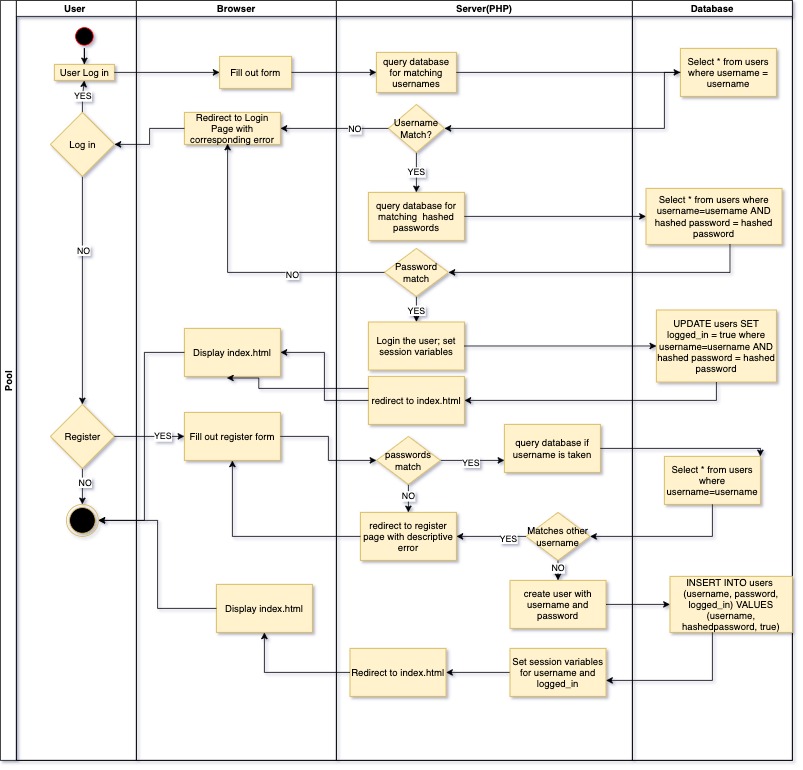 User
Browser
Server(PHP)
Database
Pool
User Log in
Fill out form
query database
for matching
usernames
Select * from users
where username =
username
YES
Log in
Redirect to Login
Page with
corresponding error
NO
Username
Match?
YES
query database for
matching hashed
passwords
Select * from users where
username=username AND
hashed password = hashed
password
NO
NO
Password
match
YES
Login the user; set
session variables
UPDATE users SET
logged_in = true where
username=username AND
hashed password = hashed
password
Display index.html
redirect to index.html
Register
YES
Fill out register form
passwords
match
YES
query database if
username is taken
Select * from users
where
username=username
NO
NO
redirect to register
page with descriptive
error
YES
Matches other
username
NO
create user with
username and
password
INSERT INTO users
(username, password,
logged_in) VALUES
(username,
hashedpassword, true)
Display index.html
Redirect to index.html
Set session variables
for username and
logged_in